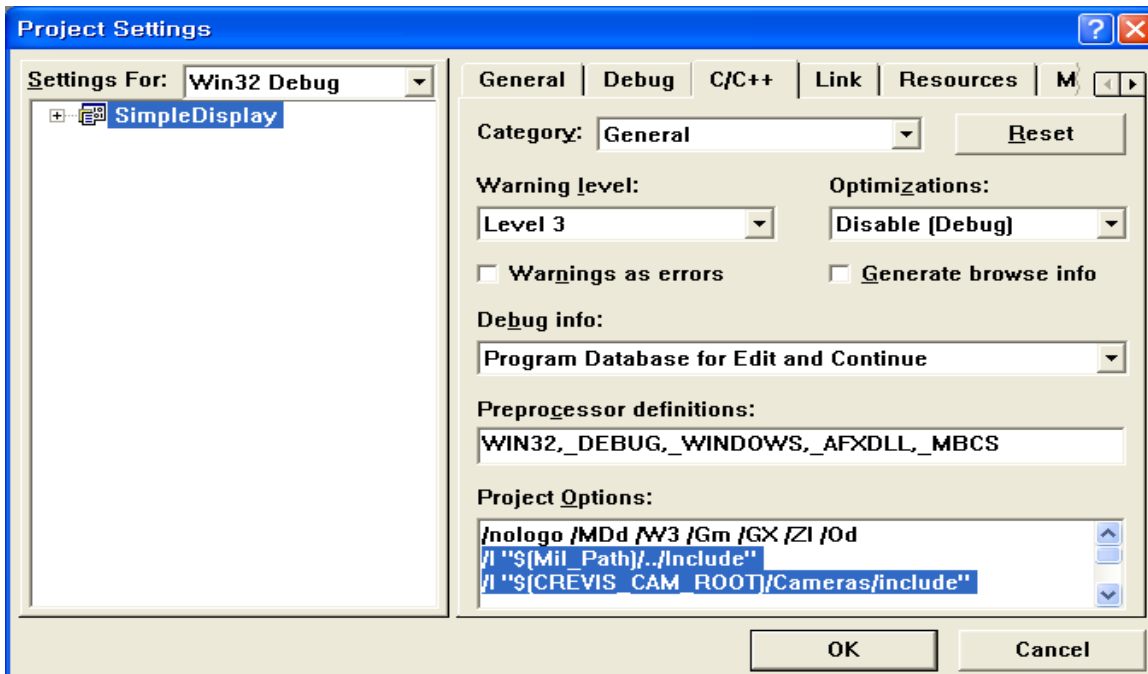 Project Settings
Settings For: Win32 Debug
SimpleDisplay
General Debug C/C++ Link Resources M
Category: General Reset
Warning level: Optimizations:
Level 3 Disable (Debug)
Warnings as errors Generate browse info
Debug info:
Program Database for Edit and Continue
Preprocessor definitions:
WIN32,_DEBUG,_WINDOWS,_AFXDLL,_MBCS
Project Options:
/nologo /MDd /W3 /Gm /GX /ZI /Od
/I "$(Mil_Path)/../Include"
/I "$(CREVIS_CAM_ROOT)/Cameras/include"
OK Cancel